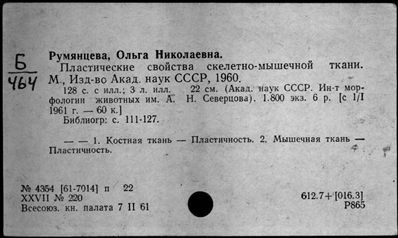 Б
464
Румянцева, Ольга Николаевна.
Пластические свойства скелетно-мышечной ткани.
М., Изд-во Акад. наук СССР, 1960.
128 с. с илл.; 3 л. илл. 22 см. (Акад. наук СССР. Ин-т мор-
фологии животных им. А. Н. Северцова). 1.800 экз. 6 р. [с 1/I
1961 г. — 60 к.]
Библиогр: с. 111-127.
— — 1. Костная ткань — Пластичность. 2. Мышечная ткань —
Пластичность.
№ 4354 [61-7014] п 22
XXVII № 220
Всесоюз. кн. палата 7 II 61
612.7+[016.3]
Р865